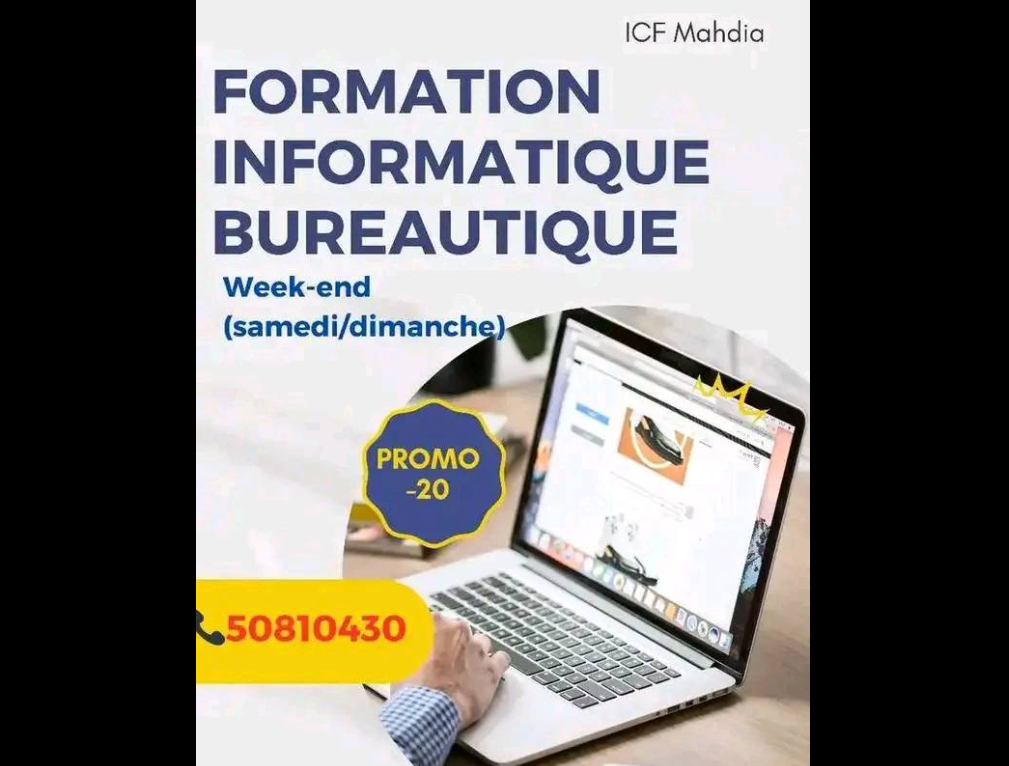 ICF Mahdia
FORMATION
INFORMATIQUE
BUREAUTIQUE
Week-end
(samedi/dimanche)
PROMO
-20
50810430